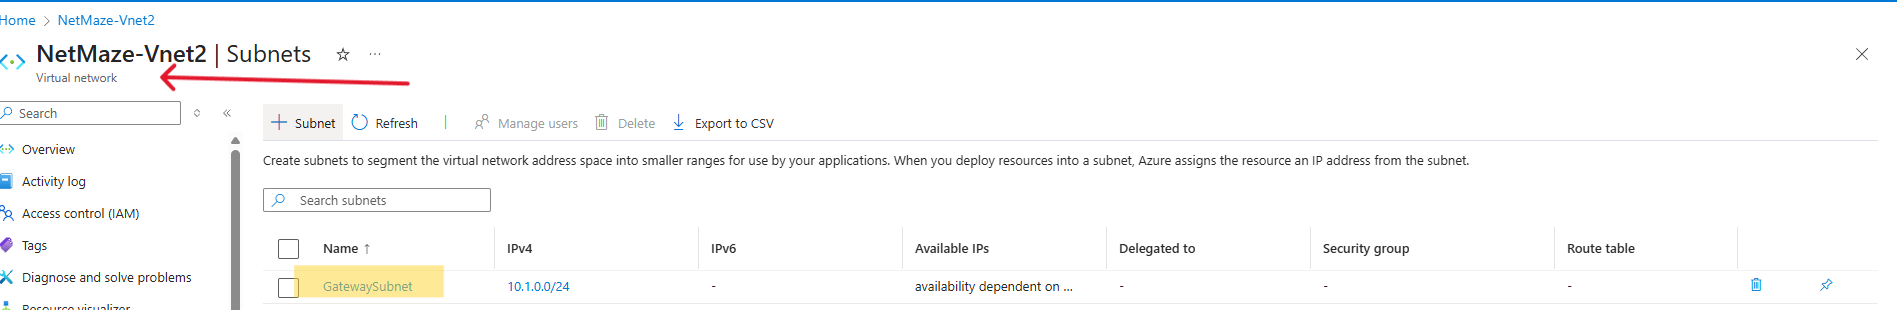 Home > NetMaze-Vnet2
NetMaze-Vnet2 | Subnets
Virtual network
Search
Overview
Activity log
Access control (IAM)
Tags
Diagnose and solve problems
Resource visualizer
+ Subnet Refresh | Manage users Delete Export to CSV
Create subnets to segment the virtual network address space into smaller ranges for use by your applications. When you deploy resources into a subnet, Azure assigns the resource an IP address from the subnet.
Search subnets
Name ↑ IPv4 IPv6 Available IPs Delegated to Security group Route table
GatewaySubnet 10.1.0.0/24 - availability dependent on ... - - -